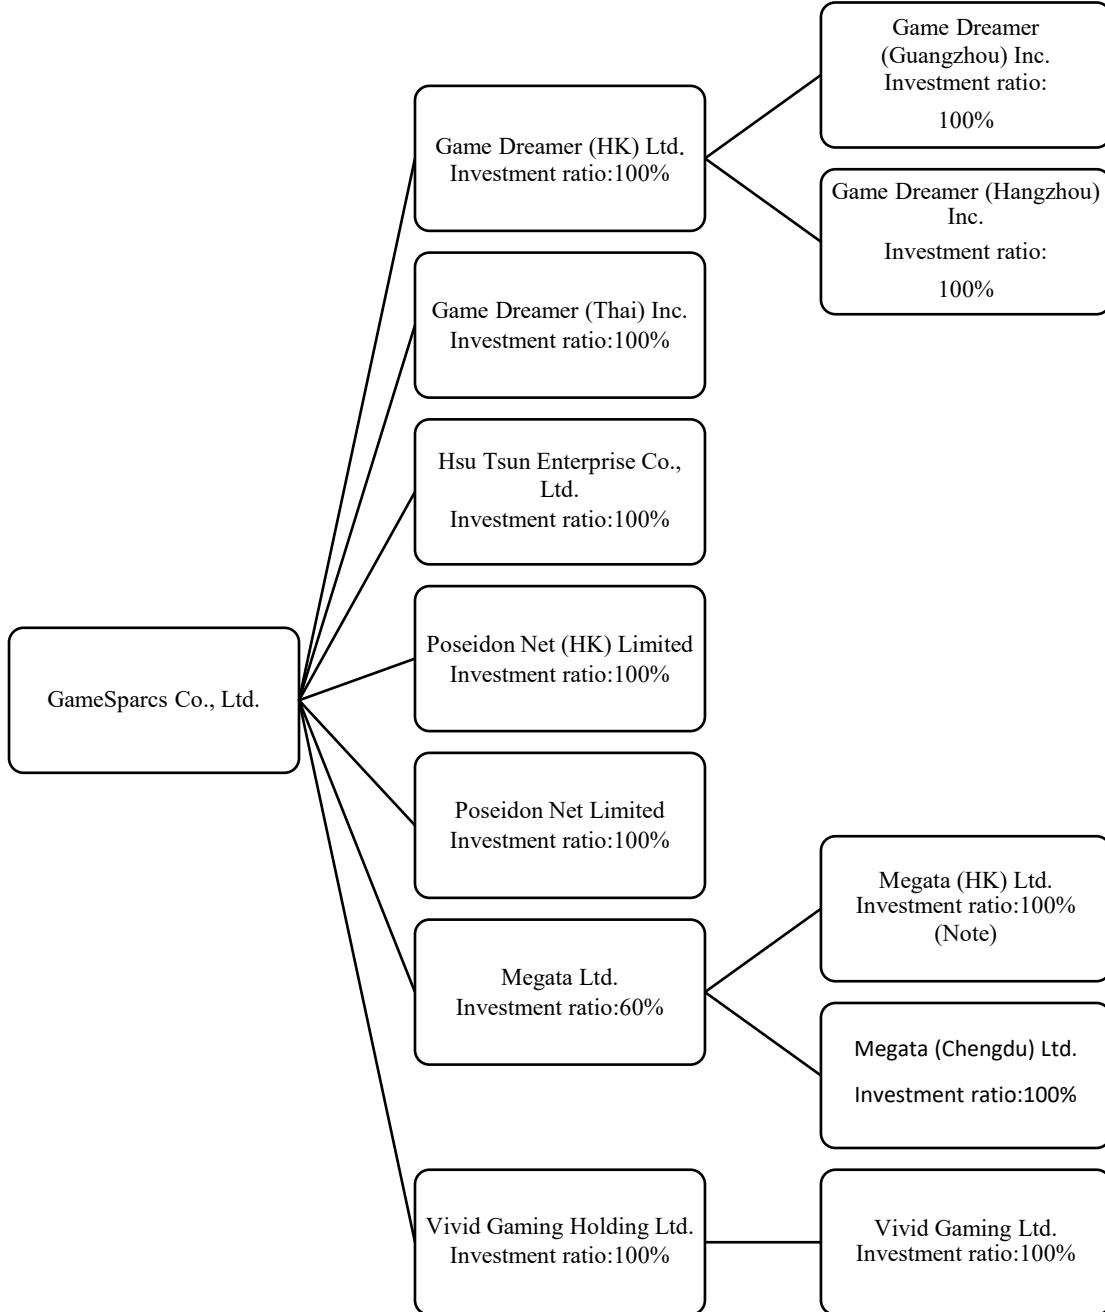 Game Dreamer
(Guangzhou) Inc.
Investment ratio:
100%
Game Dreamer (HK) Ltd.
Investment ratio:100%
Game Dreamer (Hangzhou)
Inc.
Investment ratio:
100%
Game Dreamer (Thai) Inc.
Investment ratio:100%
Hsu Tsun Enterprise Co.,
Ltd.
Investment ratio:100%
GameSparcs Co., Ltd.
Poseidon Net (HK) Limited
Investment ratio:100%
Poseidon Net Limited
Investment ratio:100%
Megata (HK) Ltd.
Investment ratio:100%
(Note)
Megata Ltd.
Investment ratio:60%
Megata (Chengdu) Ltd.
Investment ratio:100%
Vivid Gaming Holding Ltd.
Investment ratio:100%
Vivid Gaming Ltd.
Investment ratio:100%